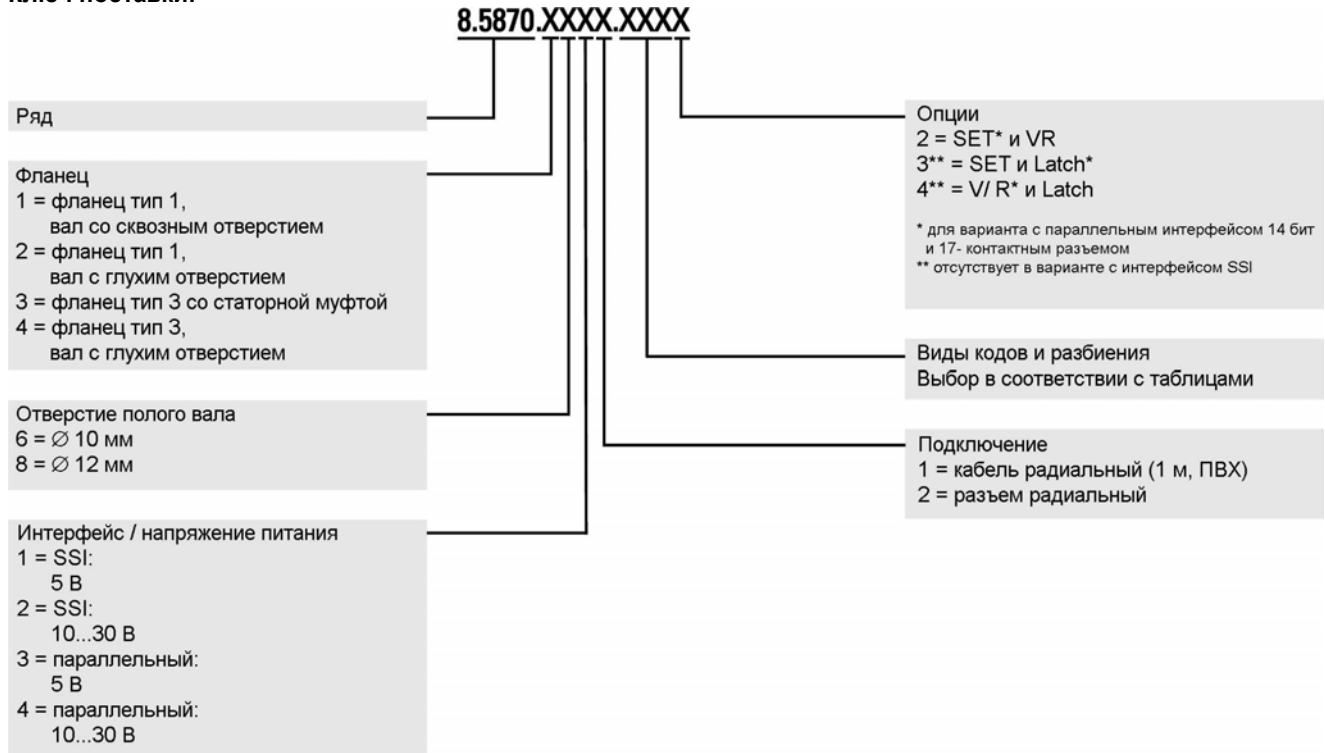 8.5870.XXXX.XXXX
Ряд
Фланец
1 = фланец тип 1,
вал со сквозным отверстием
2 = фланец тип 1,
вал с глухим отверстием
3 = фланец тип 3 со статорной муфтой
4 = фланец тип 3,
вал с глухим отверстием
Отверстие полого вала
6 = ∅ 10 мм
8 = ∅ 12 мм
Интерфейс / напряжение питания
1 = SSI:
5 В
2 = SSI:
10...30 В
3 = параллельный:
5 В
4 = параллельный:
10...30 В
Опции
2 = SET* и VR
3** = SET и Latch*
4** = V/ R* и Latch
* для варианта с параллельным интерфейсом 14 бит
и 17- контактным разъемом
** отсутствует в варианте с интерфейсом SSI
Виды кодов и разбиения
Выбор в соответствии с таблицами
Подключение
1 = кабель радиальный (1 м, ПВХ)
2 = разъем радиальный